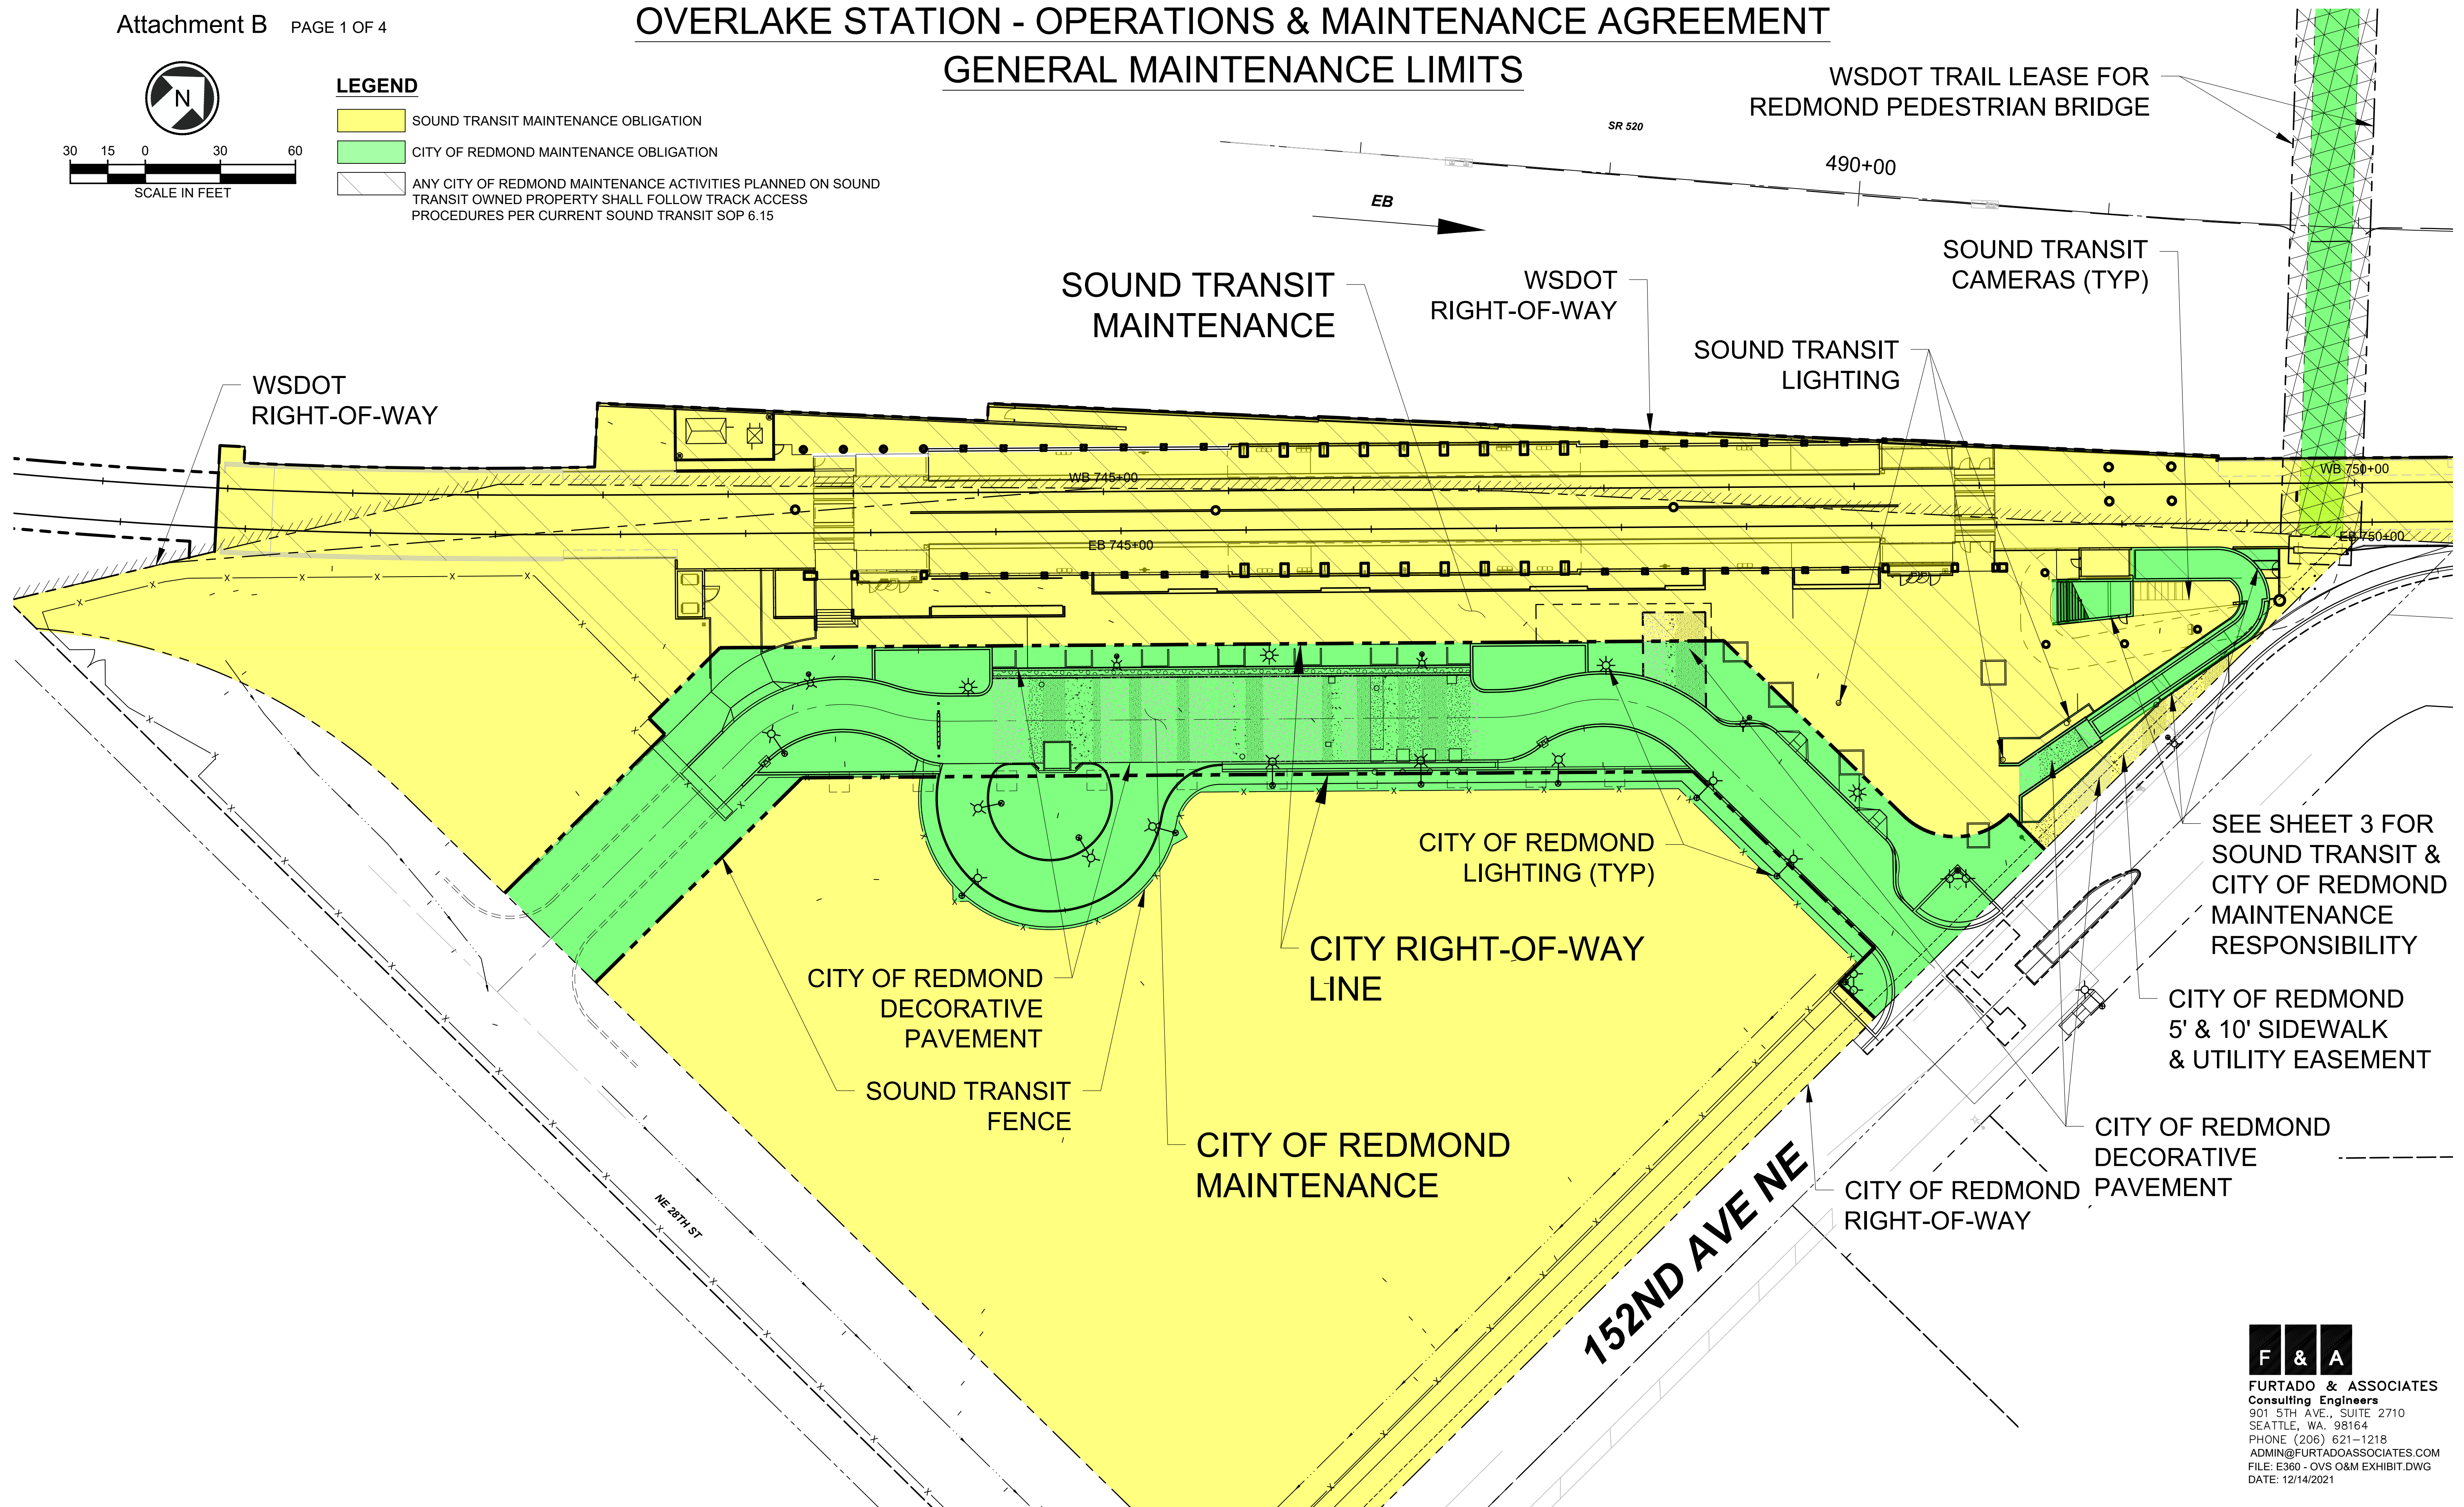 Attachment B PAGE 1 OF 4
OVERLAKE STATION - OPERATIONS & MAINTENANCE AGREEMENT
GENERAL MAINTENANCE LIMITS
N
30 15 0 30 60
SCALE IN FEET
LEGEND
SOUND TRANSIT MAINTENANCE OBLIGATION
CITY OF REDMOND MAINTENANCE OBLIGATION
ANY CITY OF REDMOND MAINTENANCE ACTIVITIES PLANNED ON SOUND
TRANSIT OWNED PROPERTY SHALL FOLLOW TRACK ACCESS
PROCEDURES PER CURRENT SOUND TRANSIT SOP 6.15
WSDOT TRAIL LEASE FOR
REDMOND PEDESTRIAN BRIDGE
SR 520
490+00
EB
SOUND TRANSIT
CAMERAS (TYP)
SOUND TRANSIT
MAINTENANCE
WSDOT
RIGHT-OF-WAY
SOUND TRANSIT
LIGHTING
WSDOT
RIGHT-OF-WAY
WB 745+00
WB 750+00
EB 745+00
EB 750+00
CITY OF REDMOND
LIGHTING (TYP)
SEE SHEET 3 FOR
SOUND TRANSIT &
CITY OF REDMOND
MAINTENANCE
RESPONSIBILITY
CITY RIGHT-OF-WAY
LINE
CITY OF REDMOND
DECORATIVE
PAVEMENT
CITY OF REDMOND
5' & 10' SIDEWALK
& UTILITY EASEMENT
SOUND TRANSIT
FENCE
CITY OF REDMOND
MAINTENANCE
CITY OF REDMOND
DECORATIVE
PAVEMENT
CITY OF REDMOND
RIGHT-OF-WAY
NE 28TH ST
152ND AVE NE
F & A
FURTADO & ASSOCIATES
Consulting Engineers
901 5TH AVE., SUITE 2710
SEATTLE, WA. 98164
PHONE (206) 621-1218
ADMIN@FURTADOASSOCIATES.COM
FILE: E360 - OVS O&M EXHIBIT.DWG
DATE: 12/14/2021